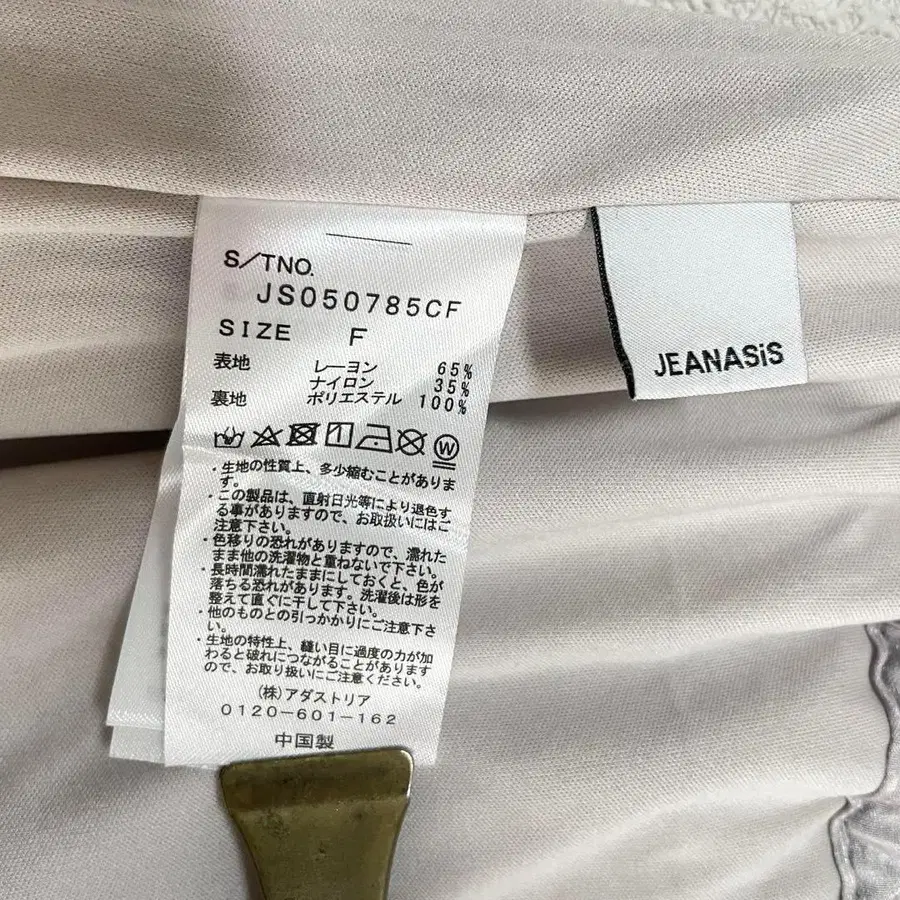 S/TNO.
JS050785CF
SIZE F
表地 レーヨン 65%
ナイロン 35%
裏地 ポリエステル 100%
W
・生地の性質上、多少縮むことがありま
す。
・この製品は、直射日光等により退色す
る事がありますので、お取扱いにはご
注意下さい。
・色移りの恐れがありますので、濡れた
まま他の洗濯物と重ねないで下さい。
・長時間濡れたままにしておくと、色が
落ちる恐れがあります。洗濯後は形を
整えて直ぐに干して下さい。
・他のものとの引っかかりにご注意下さ
い。
・生地の特性上、縫い目に過度の力が加
わると破れにつながることがあります
ので、お取り扱いにご注意ください。
(株)アダストリア
0120-601-162
中国製
JEANASiS